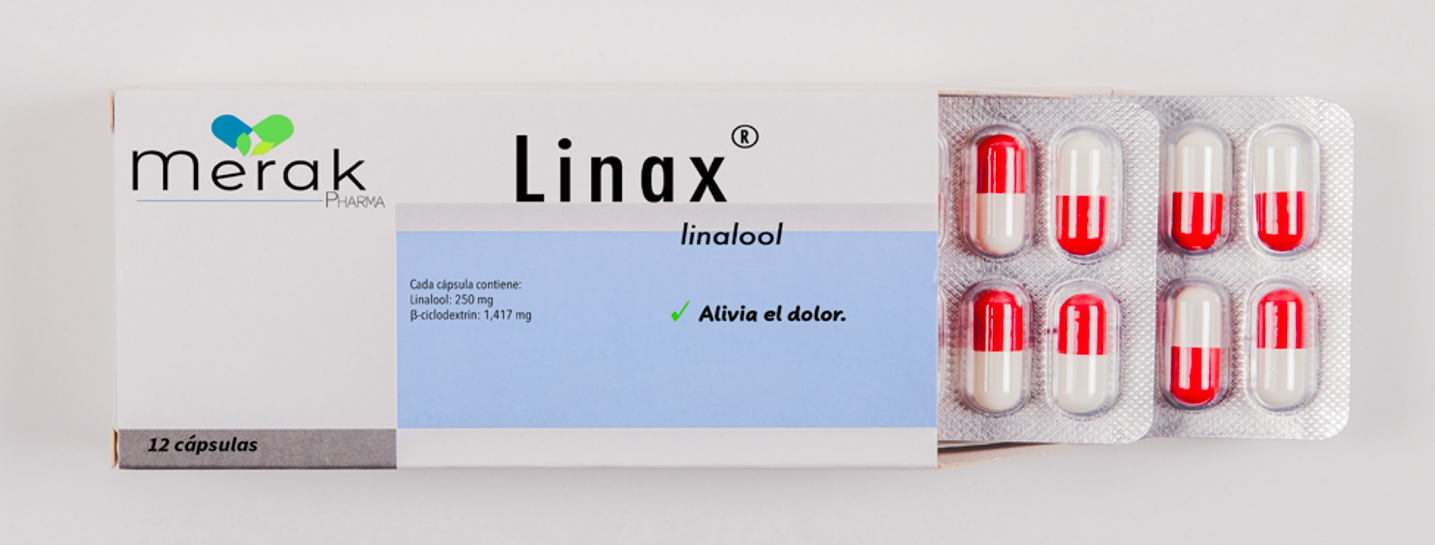 merak
PHARMA
Linax®
linalool
Cada cápsula contiene:
Linalool: 250 mg
β-ciclodextrin: 1,417 mg
✓ Alivia el dolor.
12 cápsulas